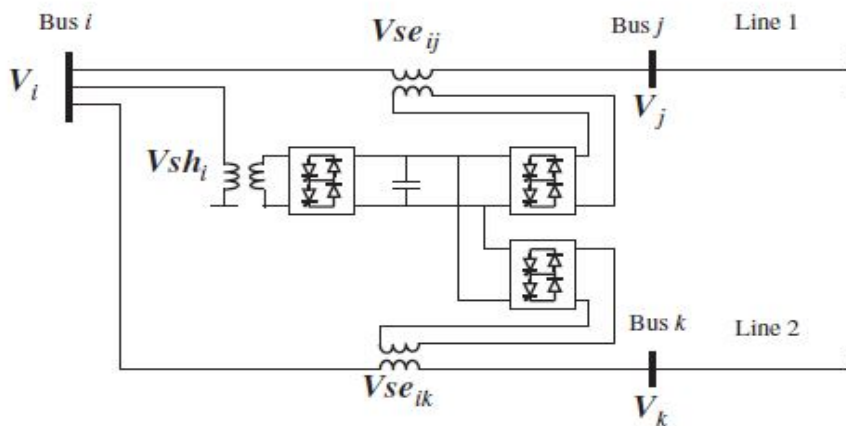 Bus i
Vse_ij
Bus j
Line 1
V_i
V_j
Vsh_i
Bus k
Line 2
Vse_ik
V_k